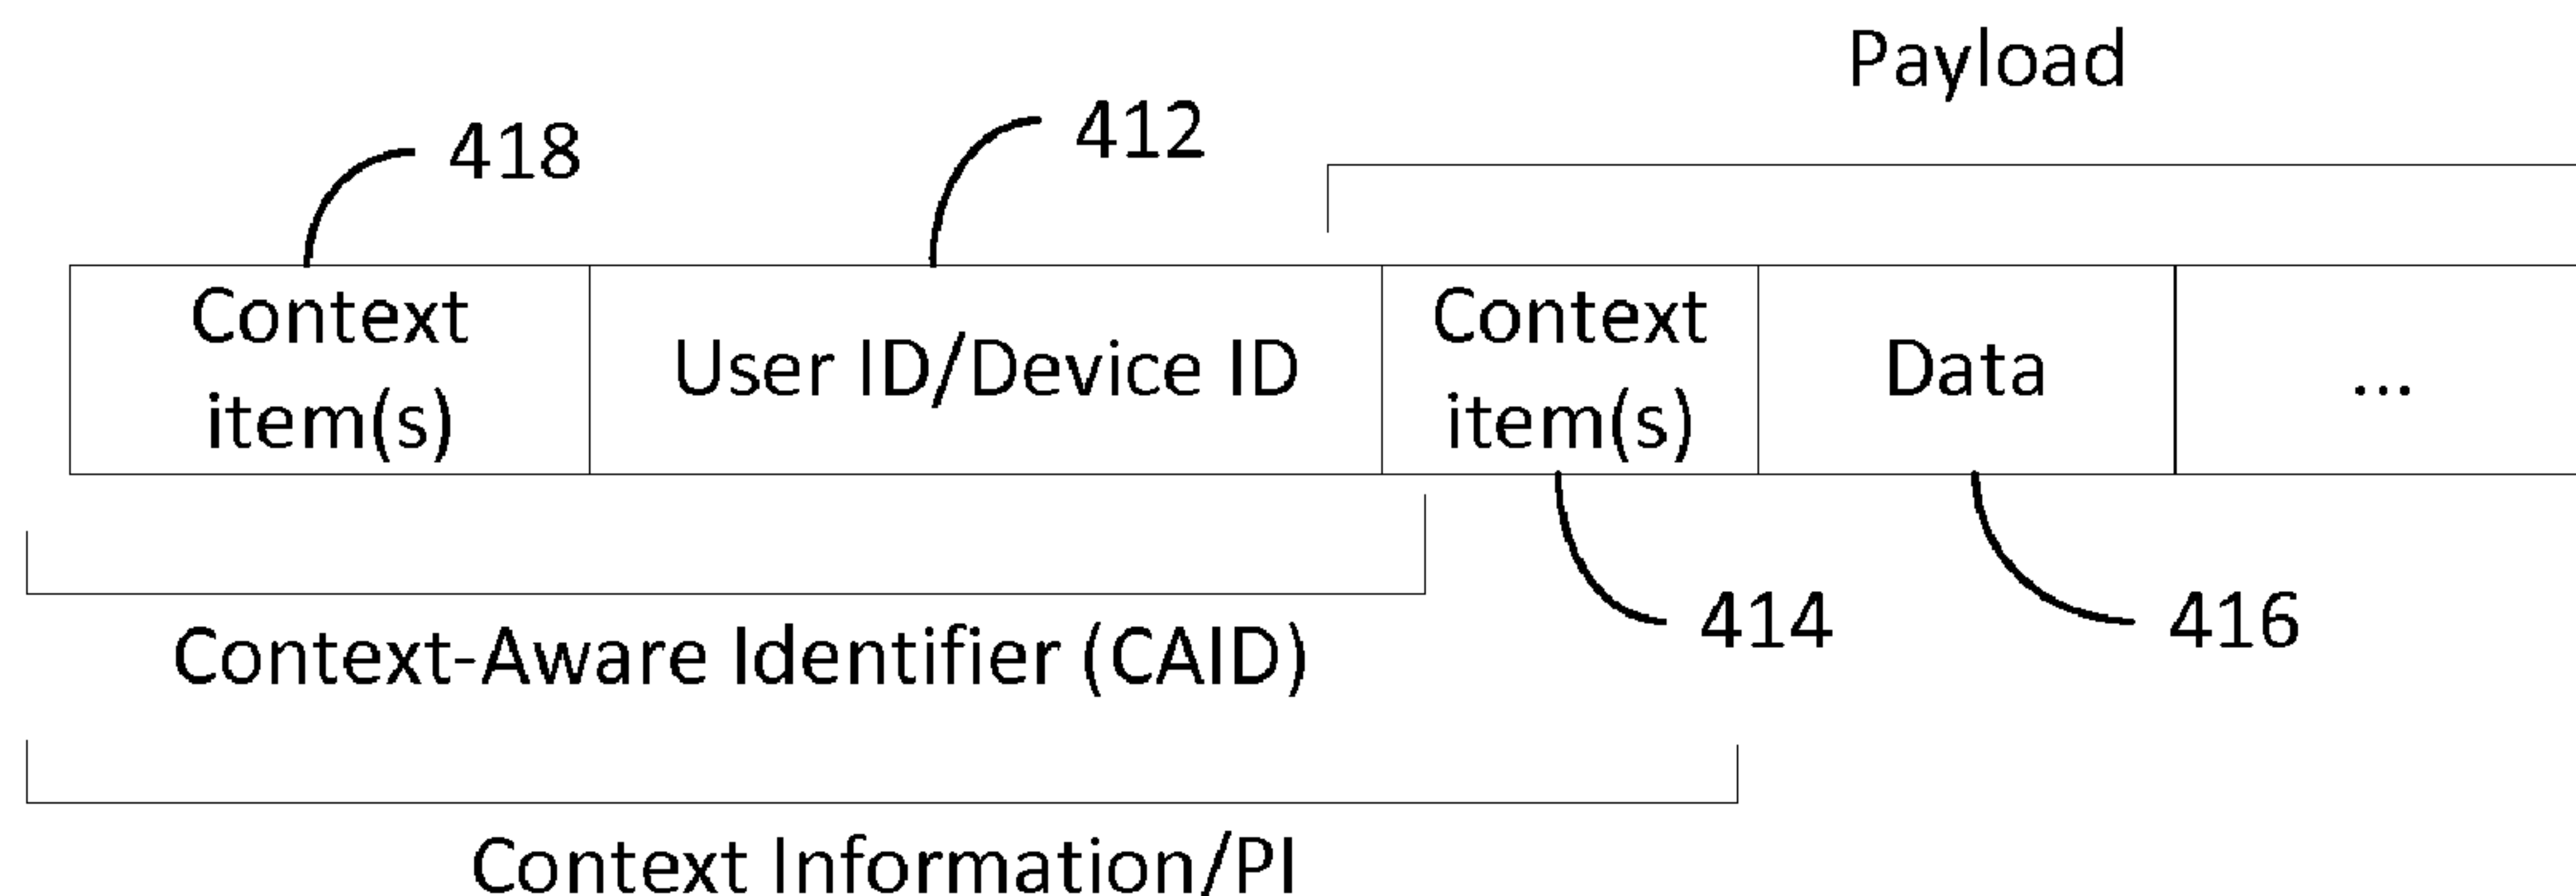 Payload
418
412
Context
item(s)
User ID/Device ID
Context
item(s)
Data
...
414
416
Context-Aware Identifier (CAID)
Context Information/PI